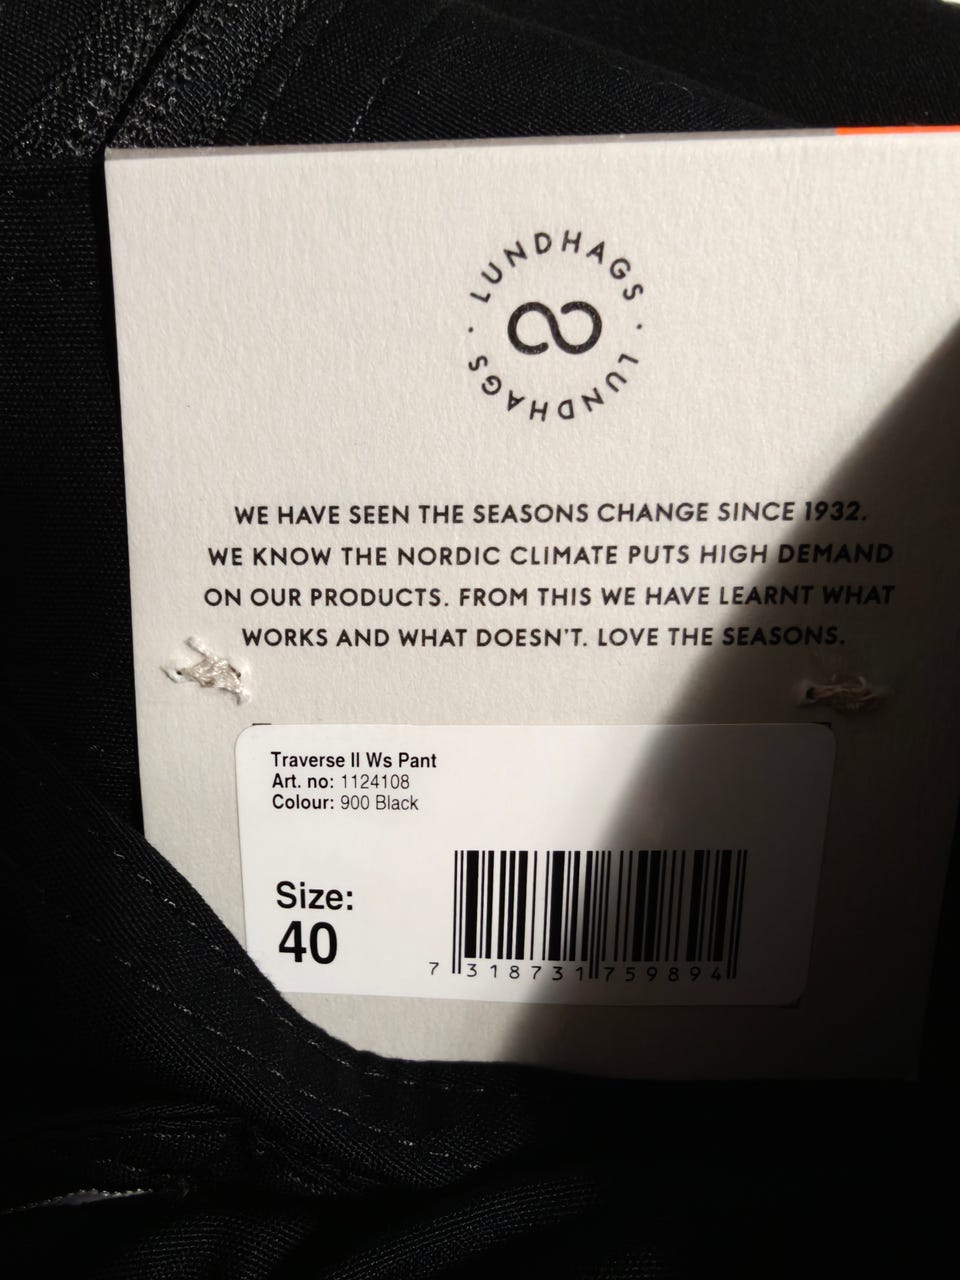 LUNDHAGS · LUNDHAGS ·
WE HAVE SEEN THE SEASONS CHANGE SINCE 1932.
WE KNOW THE NORDIC CLIMATE PUTS HIGH DEMAND
ON OUR PRODUCTS. FROM THIS WE HAVE LEARNT WHAT
WORKS AND WHAT DOESN'T. LOVE THE SEASONS.
Traverse II Ws Pant
Art. no: 1124108
Colour: 900 Black
Size:
40
7 318731 759894